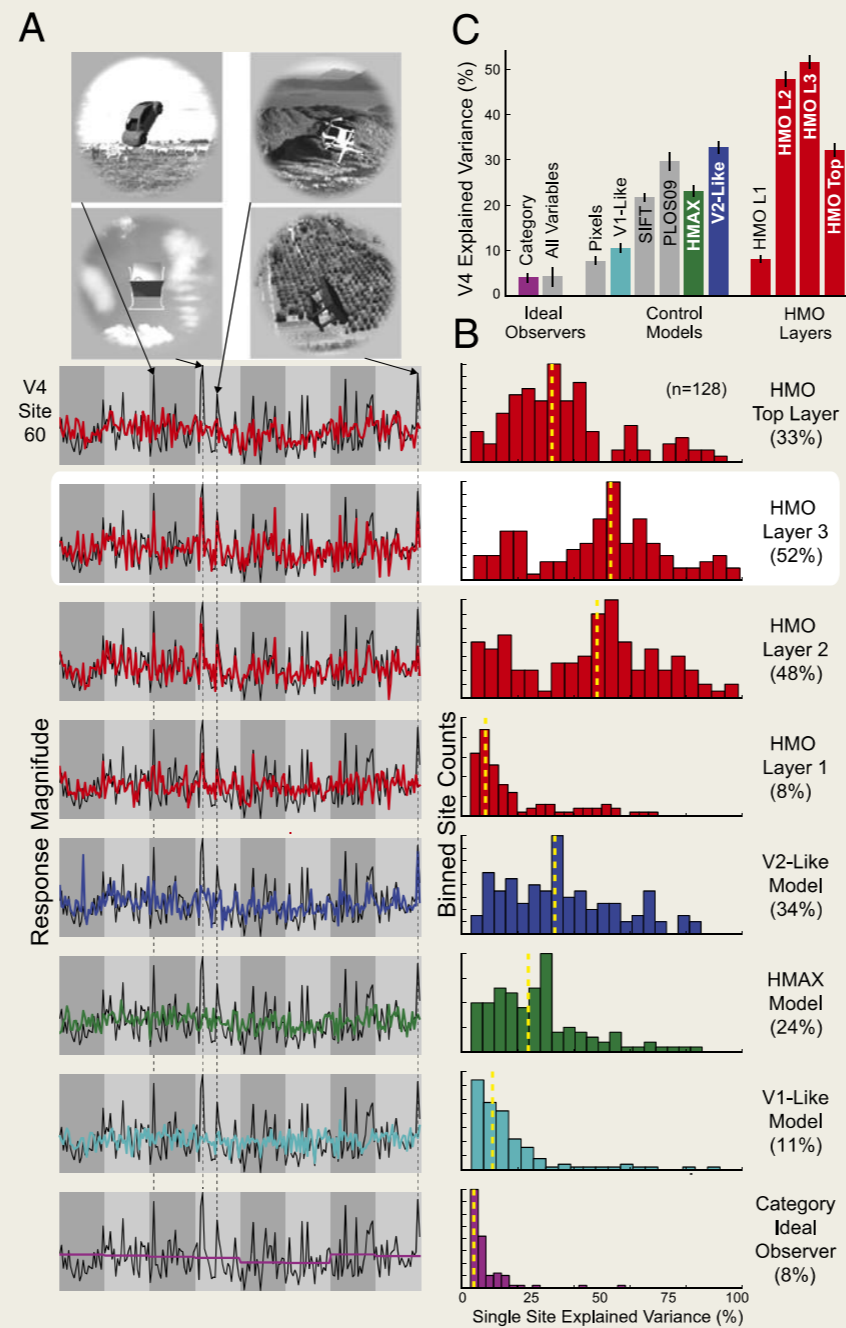 A
C
V4 Explained Variance (%)
50
40
30
20
10
0
Category
All Variables
Pixels
V1-Like
SIFT
PLOS09
HMAX
V2-Like
HMO L1
HMO L2
HMO L3
HMO Top
Ideal
Observers
Control
Models
HMO
Layers
B
V4
Site
60
Response Magnifude
Binned Site Counts
(n=128)
HMO
Top Layer
(33%)
HMO
Layer 3
(52%)
HMO
Layer 2
(48%)
HMO
Layer 1
(8%)
V2-Like
Model
(34%)
HMAX
Model
(24%)
V1-Like
Model
(11%)
Category
Ideal
Observer
(8%)
0 25 50 75 100
Single Site Explained Variance (%)